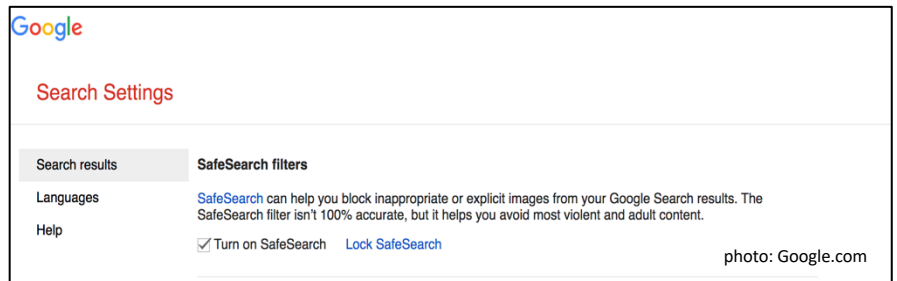 Google
Search Settings
Search results
Languages
Help
SafeSearch filters
SafeSearch can help you block inappropriate or explicit images from your Google Search results. The
SafeSearch filter isn't 100% accurate, but it helps you avoid most violent and adult content.
Turn on SafeSearch Lock SafeSearch
photo: Google.com